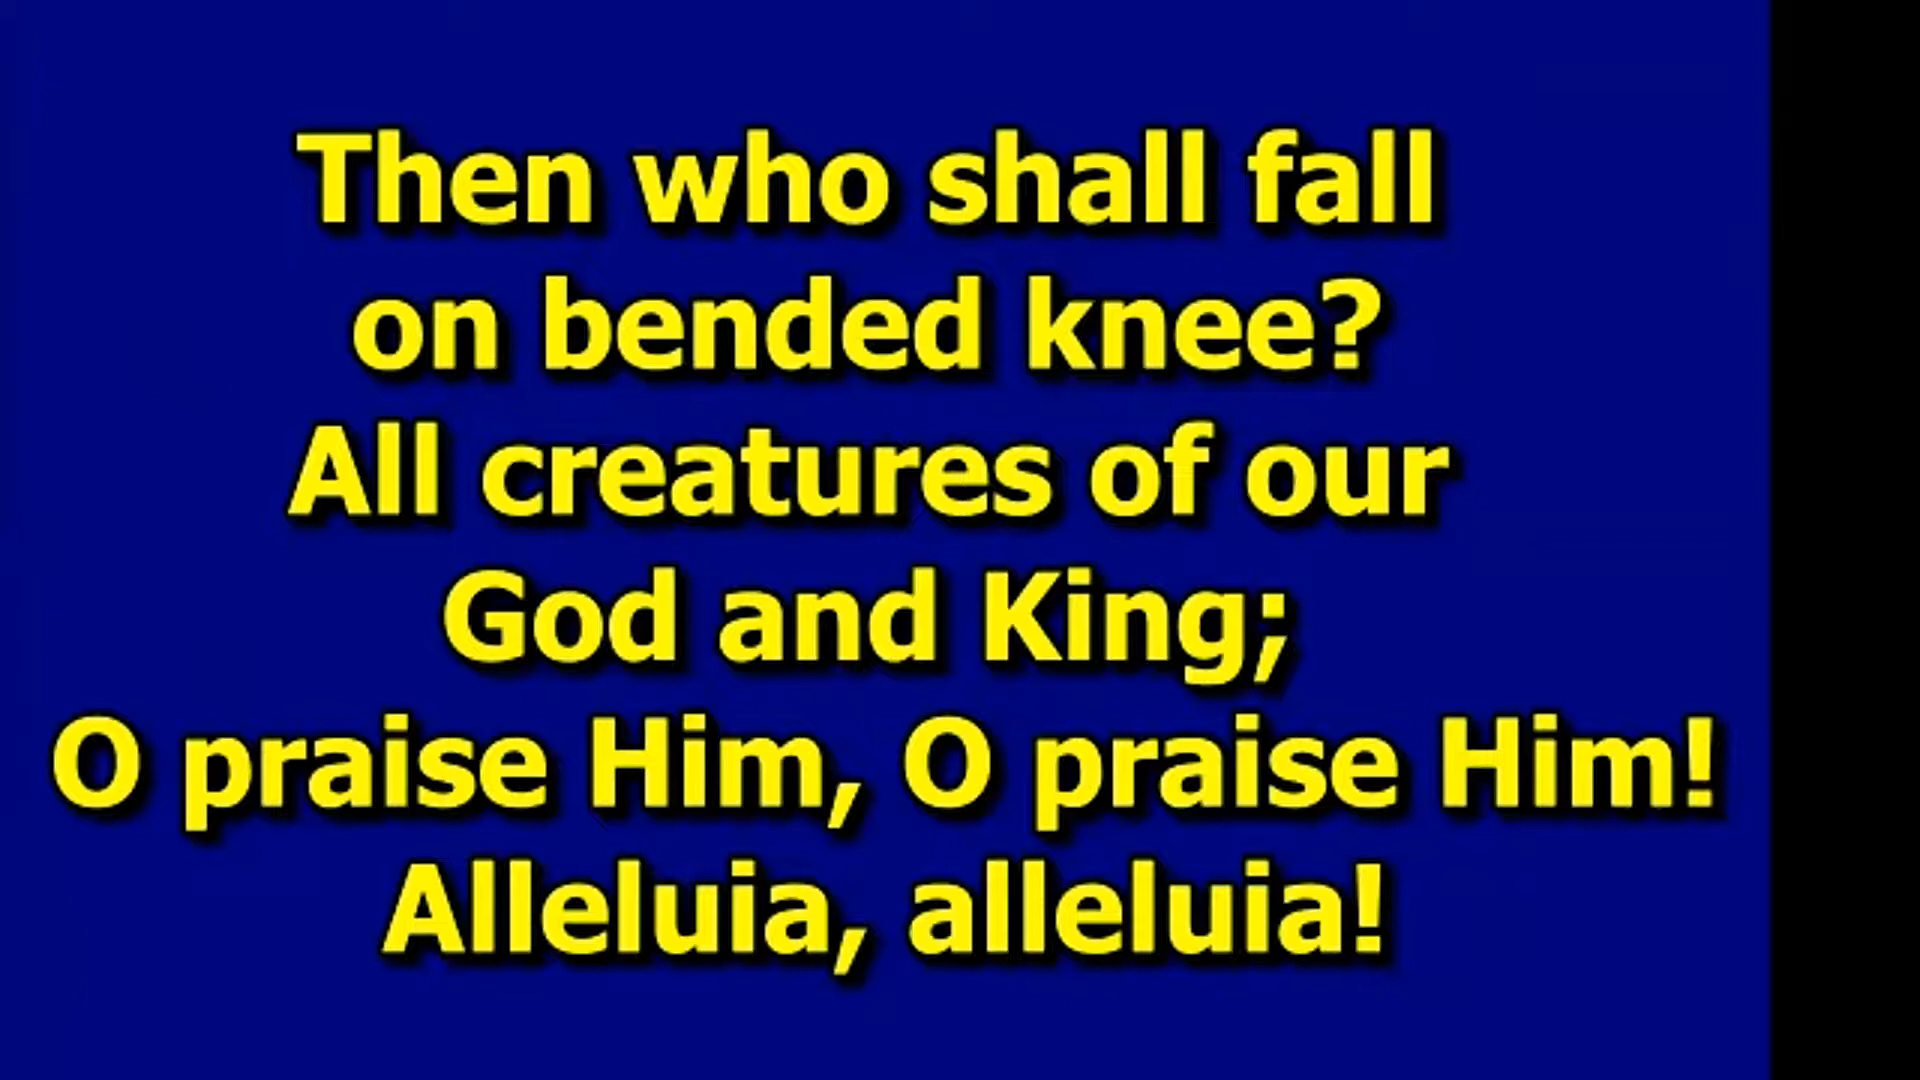 Then who shall fall
on bended knee?
All creatures of our
God and King;
O praise Him, O praise Him!
Alleluia, alleluia!